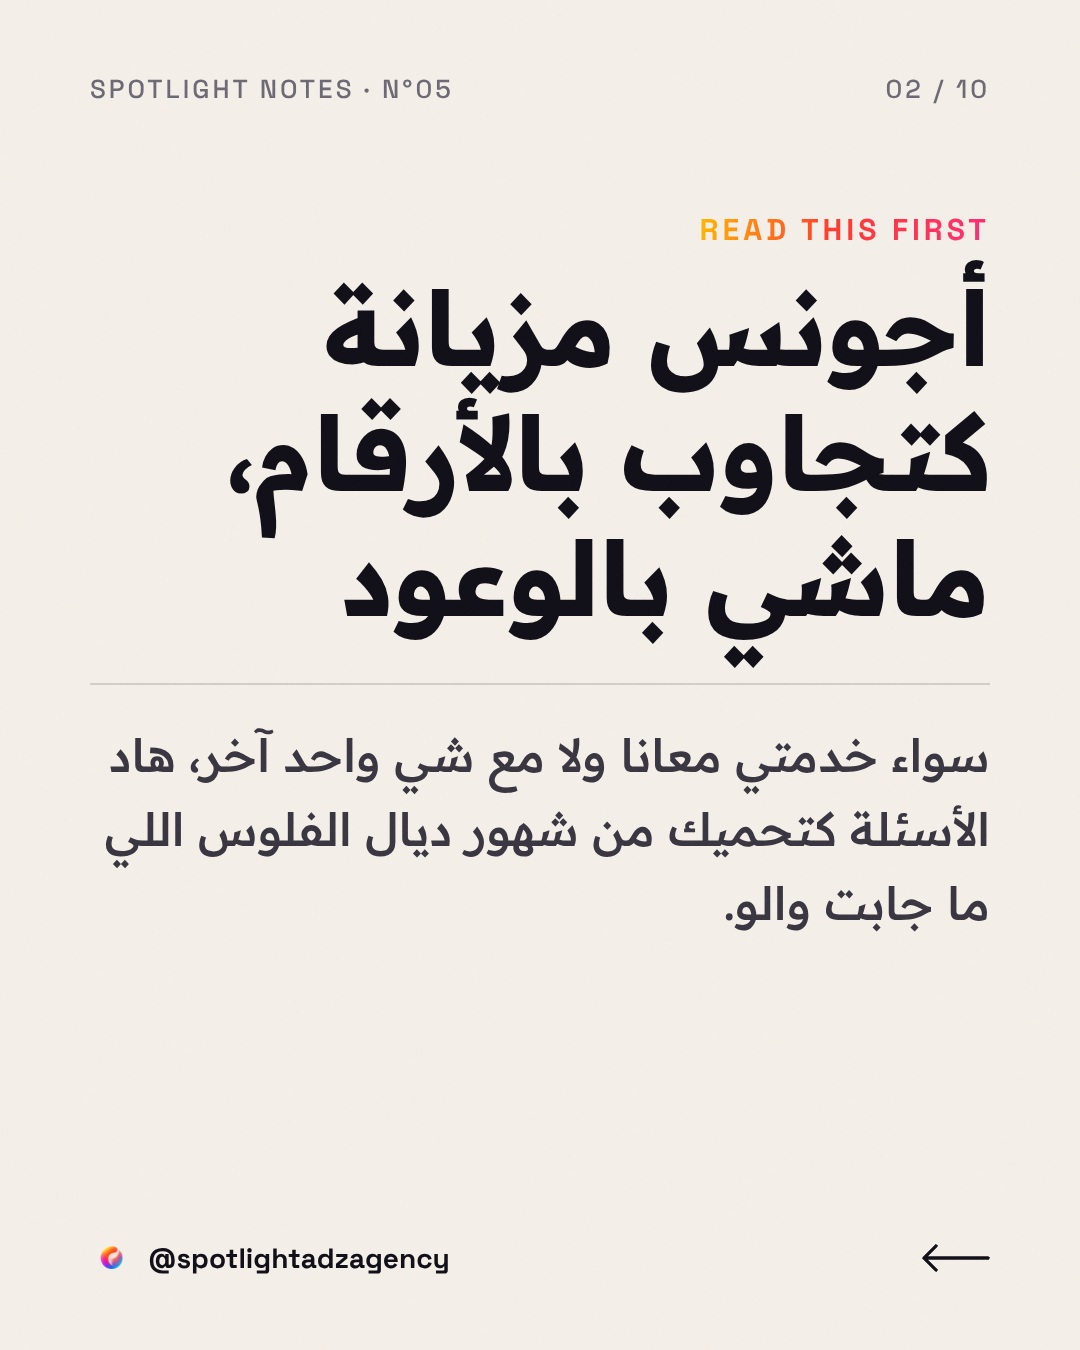 SPOTLIGHT NOTES · N°05
02 / 10
READ THIS FIRST
أجونس مزيانة
كتجاوب بالأرقام،
ماشي بالوعود
سواء خدمتي معانا ولا مع شي واحد آخر، هاد
الأسئلة كتحميك من شهور ديال الفلوس اللي
ما جابت والو.
@spotlightadzagency